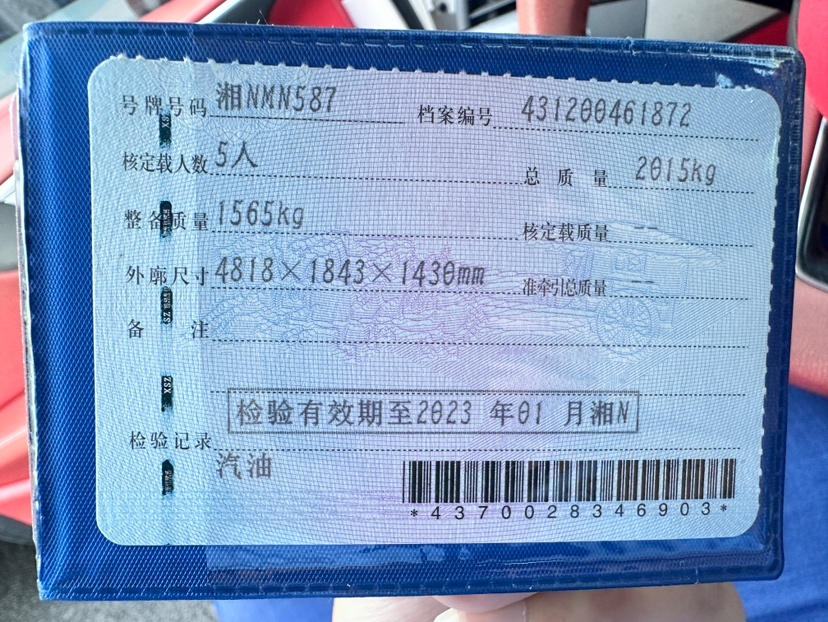 号牌号码 湘NMN587 档案编号 431200461872
核定载人数 5人 总质量 2015kg
整备质量 1565kg 核定载质量 --
外廓尺寸 4818×1843×1430mm 准牵引总质量 --
备注
检验有效期至2023 年01 月湘N
检验记录
汽油
*4370028346903*